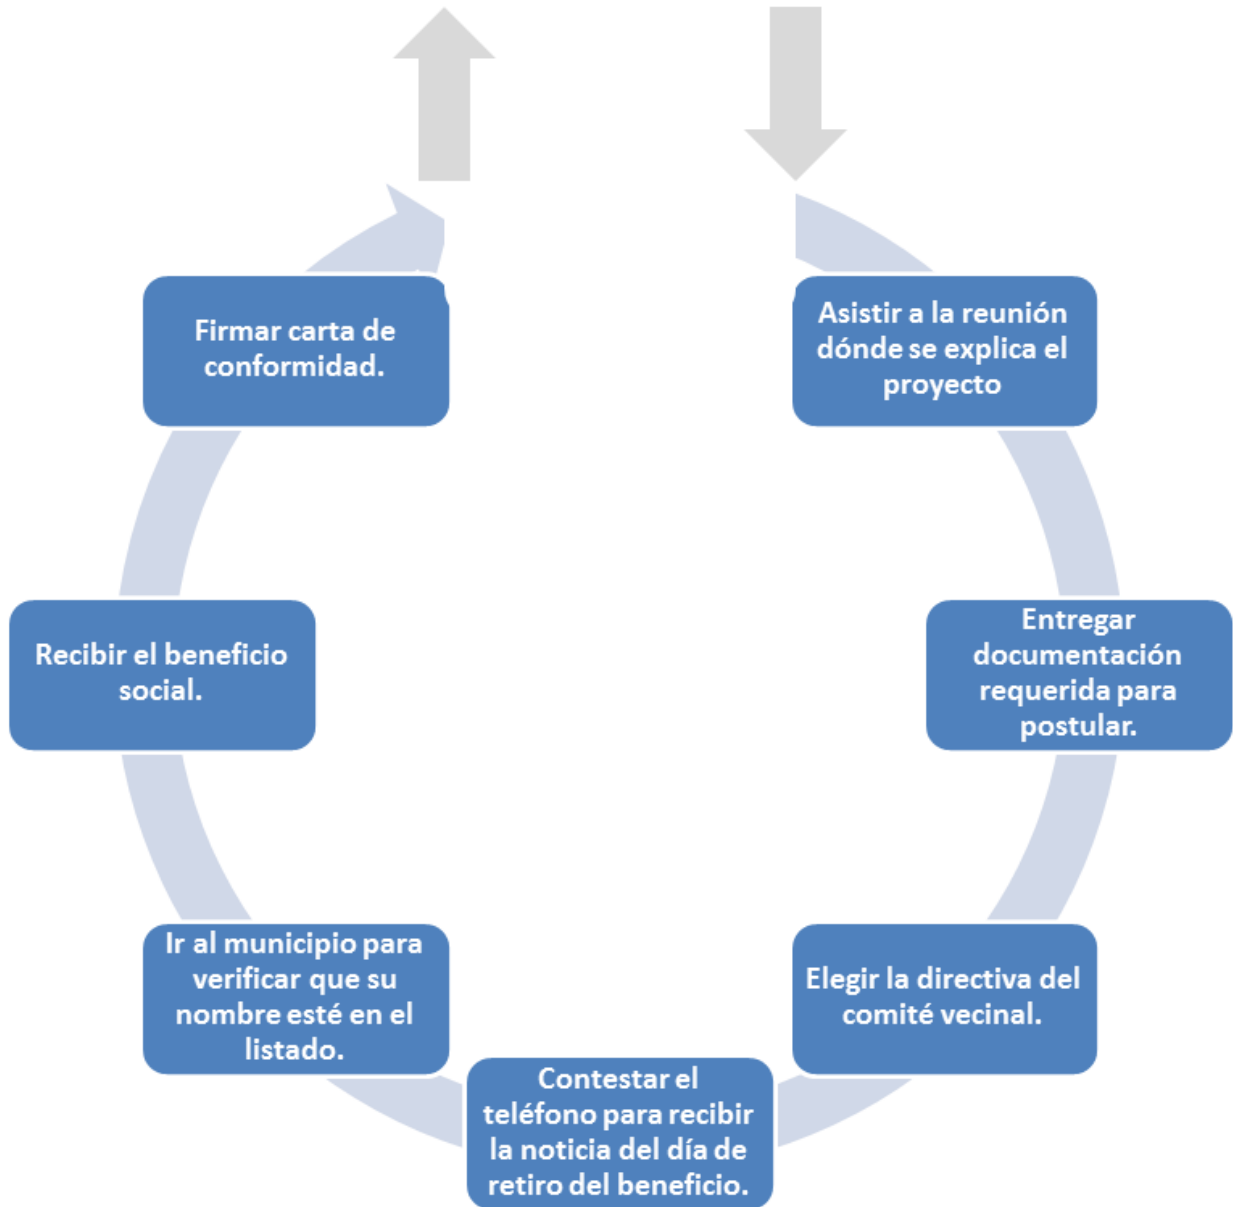 Asistir a la reunión
dónde se explica el
proyecto
Entregar
documentación
requerida para
postular.
Elegir la directiva del
comité vecinal.
Contestar el
teléfono para recibir
la noticia del día de
retiro del beneficio.
Ir al municipio para
verificar que su
nombre esté en el
listado.
Recibir el beneficio
social.
Firmar carta de
conformidad.